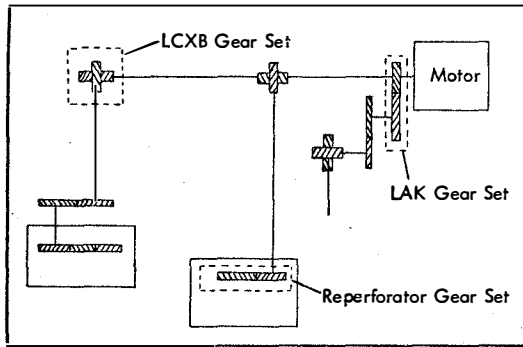 LCXB Gear Set
Motor
LAK Gear Set
Reperforator Gear Set